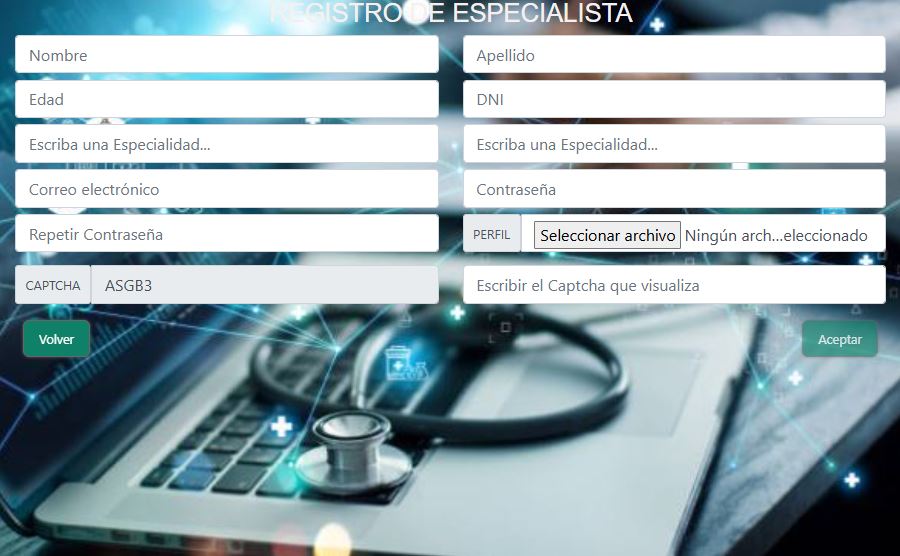 REGISTRO DE ESPECIALISTA
Nombre
Apellido
Edad
DNI
Escriba una Especialidad...
Escriba una Especialidad...
Correo electrónico
Contraseña
Repetir Contraseña
PERFIL Seleccionar archivo Ningún arch...eleccionado
CAPTCHA ASGB3
Escribir el Captcha que visualiza
Volver
Aceptar